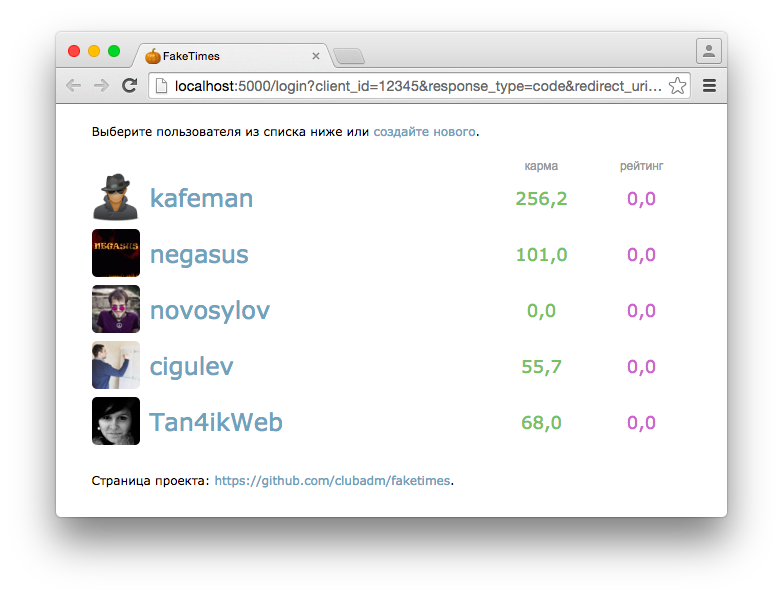 FakeTimes
localhost:5000/login?client_id=12345&response_type=code&redirect_uri...
Выберите пользователя из списка ниже или создайте нового.
карма рейтинг
kafeman 256,2 0,0
NEGASUS
negasus 101,0 0,0
novosylov 0,0 0,0
cigulev 55,7 0,0
Tan4ikWeb 68,0 0,0
Страница проекта: https://github.com/clubadm/faketimes.